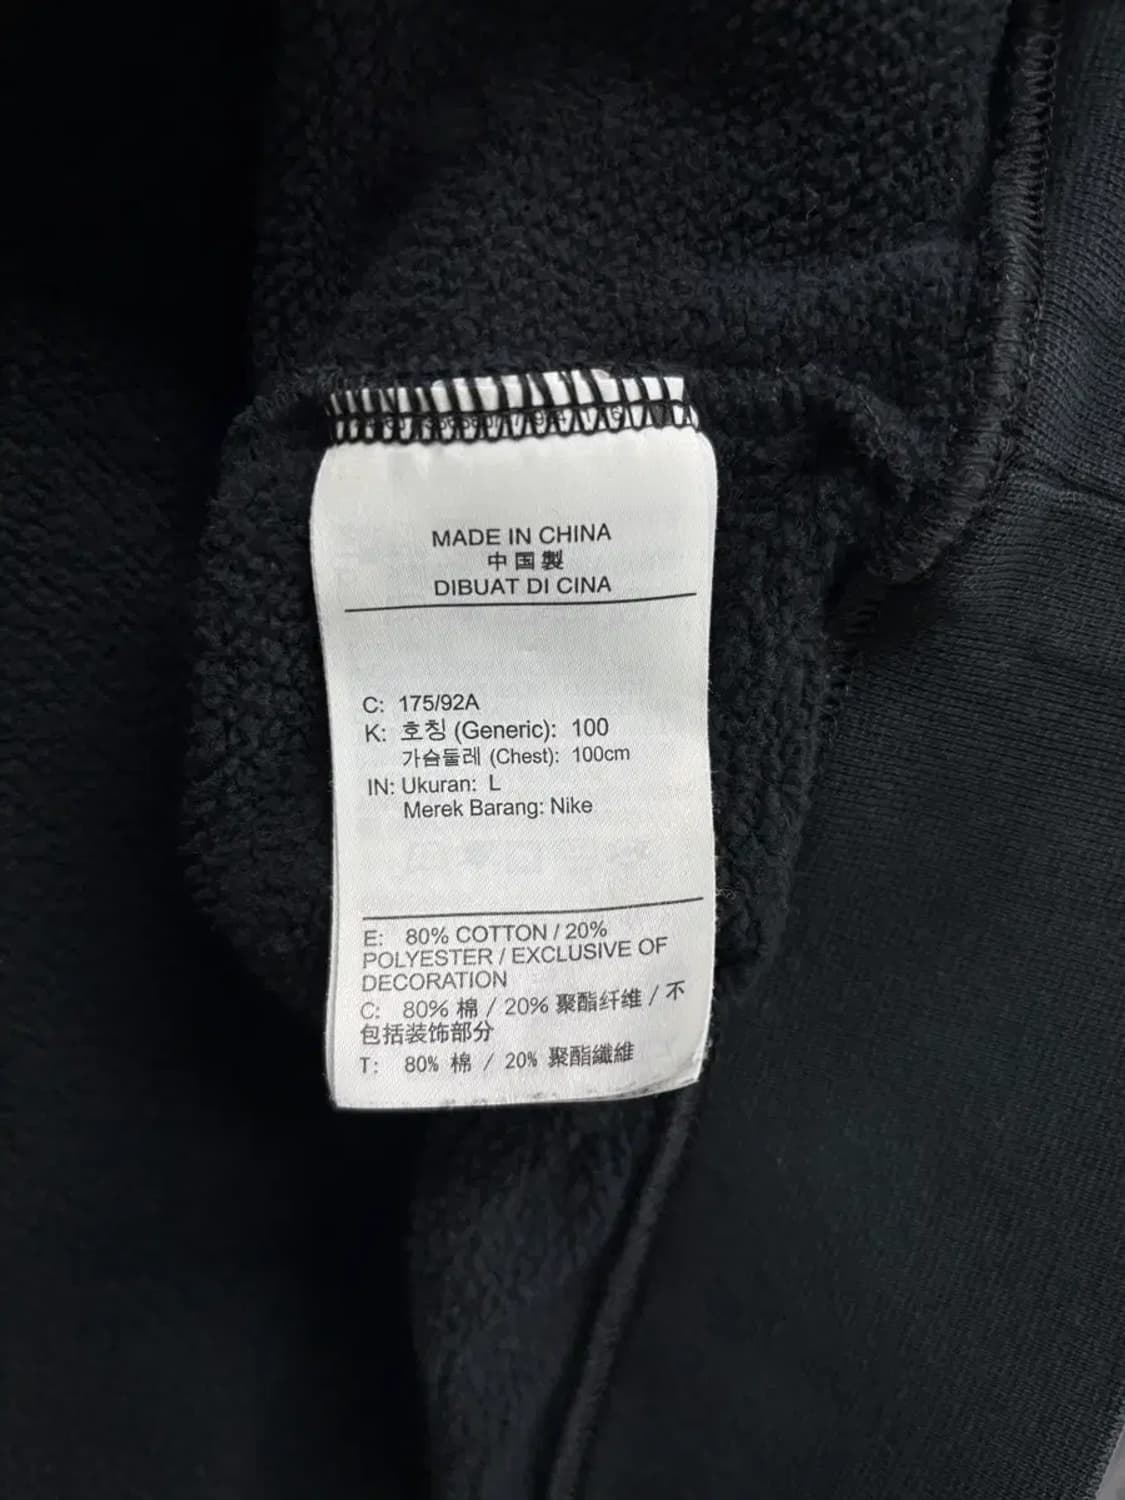 MADE IN CHINA
中国製
DIBUAT DI CINA
C: 175/92A
K: 호칭 (Generic): 100
가슴둘레 (Chest): 100cm
IN: Ukuran: L
Merek Barang: Nike
E: 80% COTTON / 20%
POLYESTER / EXCLUSIVE OF
DECORATION
C: 80% 棉 / 20% 聚酯纤维 / 不
包括装饰部分
T: 80% 棉 / 20% 聚酯纖維